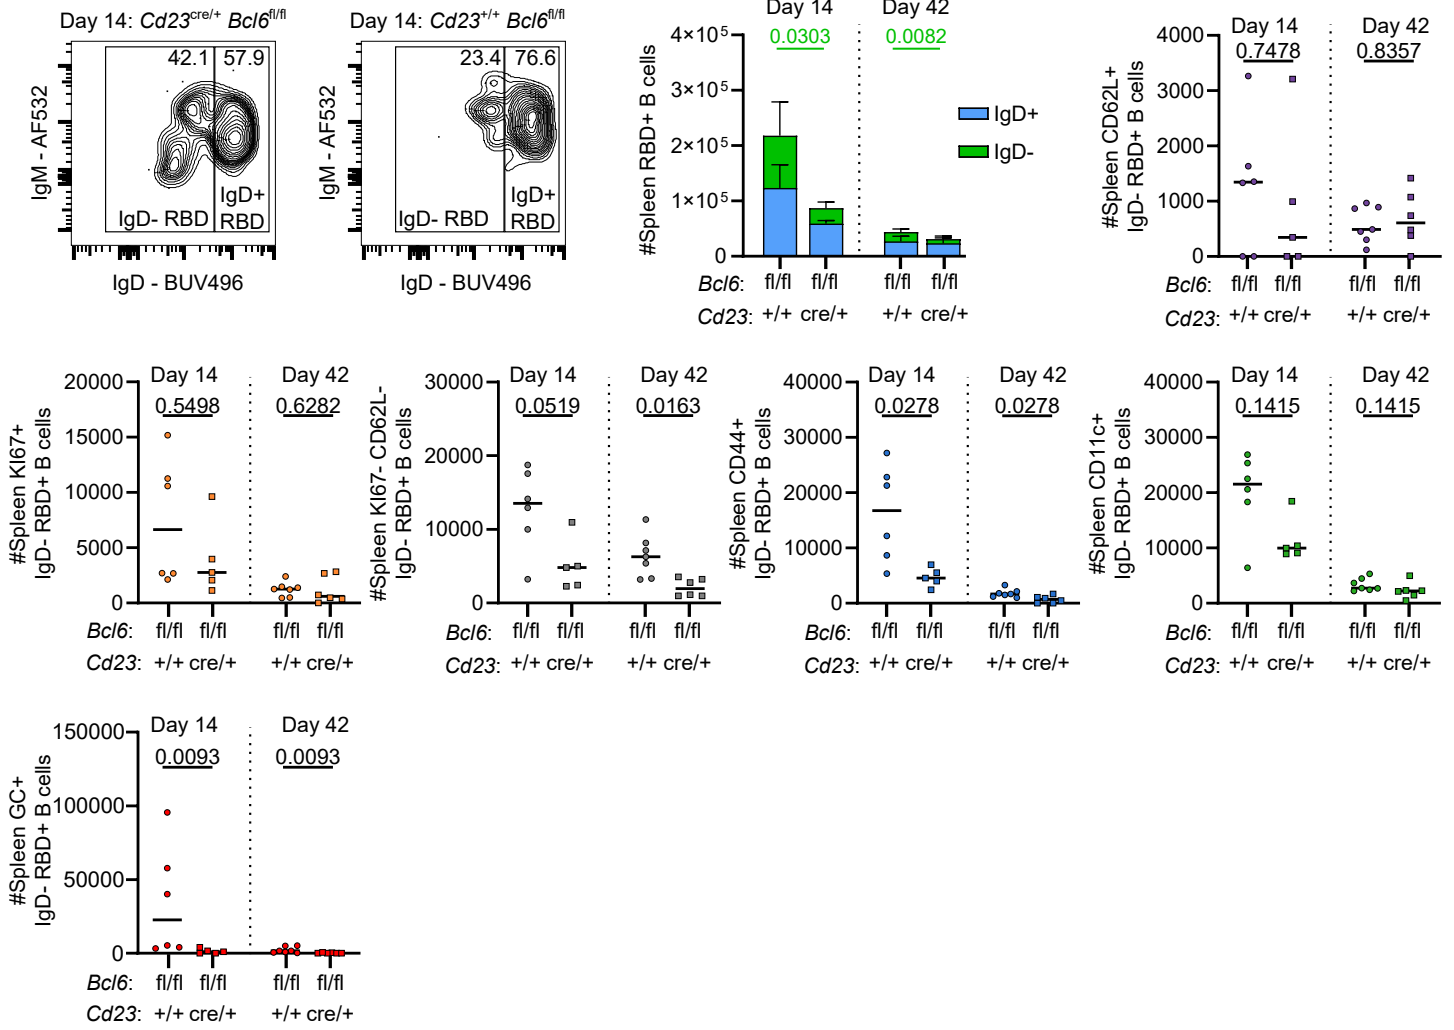 Day 14: Cd23cre/+ Bcl6fl/fl
42.1 57.9
IgM - AF532
IgD- RBD
IgD+
RBD
IgD - BUV496
Day 14: Cd23+/+ Bcl6fl/fl
23.4 76.6
IgM - AF532
IgD- RBD
IgD+
RBD
IgD - BUV496
Day 14 Day 42
0.0303 0.0082
#Spleen RBD+ B cells
4×10⁵
3×10⁵
2×10⁵
1×10⁵
0
IgD+
IgD-
Bcl6: fl/fl fl/fl fl/fl fl/fl
Cd23: +/+ cre/+ +/+ cre/+
Day 14 Day 42
0.7478 0.8357
#Spleen CD62L+
IgD- RBD+ B cells
4000
3000
2000
1000
0
Bcl6: fl/fl fl/fl fl/fl fl/fl
Cd23: +/+ cre/+ +/+ cre/+
Day 14 Day 42
0.5498 0.6282
#Spleen KI67+
IgD- RBD+ B cells
20000
15000
10000
5000
0
Bcl6: fl/fl fl/fl fl/fl fl/fl
Cd23: +/+ cre/+ +/+ cre/+
Day 14 Day 42
0.0519 0.0163
#Spleen KI67- CD62L-
IgD- RBD+ B cells
30000
20000
10000
0
Bcl6: fl/fl fl/fl fl/fl fl/fl
Cd23: +/+ cre/+ +/+ cre/+
Day 14 Day 42
0.0278 0.0278
#Spleen CD44+
IgD- RBD+ B cells
40000
30000
20000
10000
0
Bcl6: fl/fl fl/fl fl/fl fl/fl
Cd23: +/+ cre/+ +/+ cre/+
Day 14 Day 42
0.1415 0.1415
#Spleen CD11c+
IgD- RBD+ B cells
40000
30000
20000
10000
0
Bcl6: fl/fl fl/fl fl/fl fl/fl
Cd23: +/+ cre/+ +/+ cre/+
Day 14 Day 42
0.0093 0.0093
#Spleen GC+
IgD- RBD+ B cells
150000
100000
50000
0
Bcl6: fl/fl fl/fl fl/fl fl/fl
Cd23: +/+ cre/+ +/+ cre/+